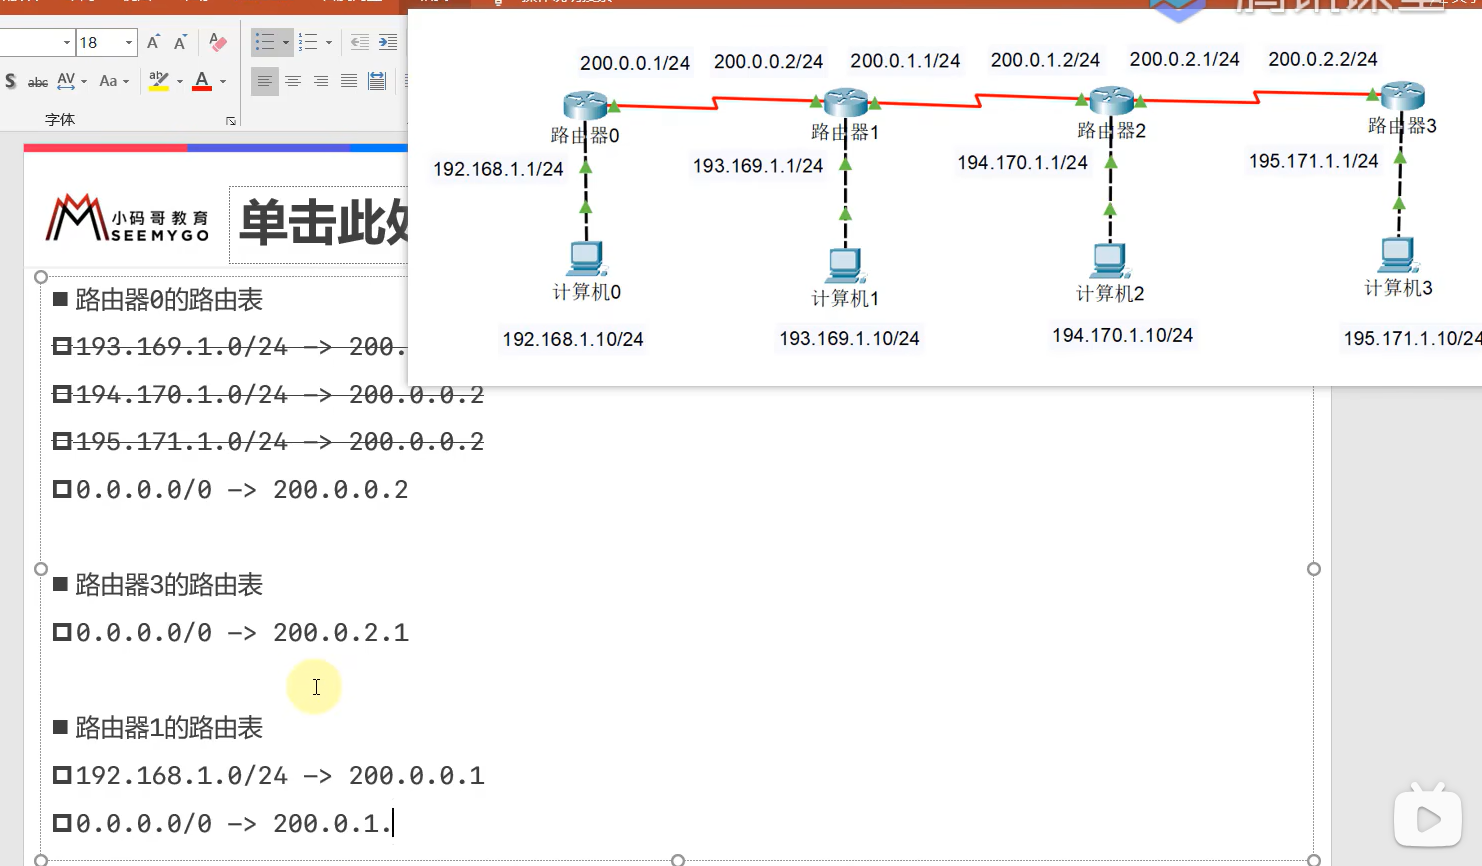 18
A
A
A
S
abc
AV
Aa
ab
A
字体
200.0.0.1/24
200.0.0.2/24
200.0.1.1/24
200.0.1.2/24
200.0.2.1/24
200.0.2.2/24
路由器0
路由器1
路由器2
路由器3
192.168.1.1/24
193.169.1.1/24
194.170.1.1/24
195.171.1.1/24
计算机0
计算机1
计算机2
计算机3
192.168.1.10/24
193.169.1.10/24
194.170.1.10/24
195.171.1.10/24
小码哥教育
SEEMYGO
单击此处
路由器0的路由表
193.169.1.0/24 –> 200.
194.170.1.0/24 –> 200.0.0.2
195.171.1.0/24 –> 200.0.0.2
0.0.0.0/0 –> 200.0.0.2
路由器3的路由表
0.0.0.0/0 –> 200.0.2.1
路由器1的路由表
192.168.1.0/24 –> 200.0.0.1
0.0.0.0/0 –> 200.0.1.